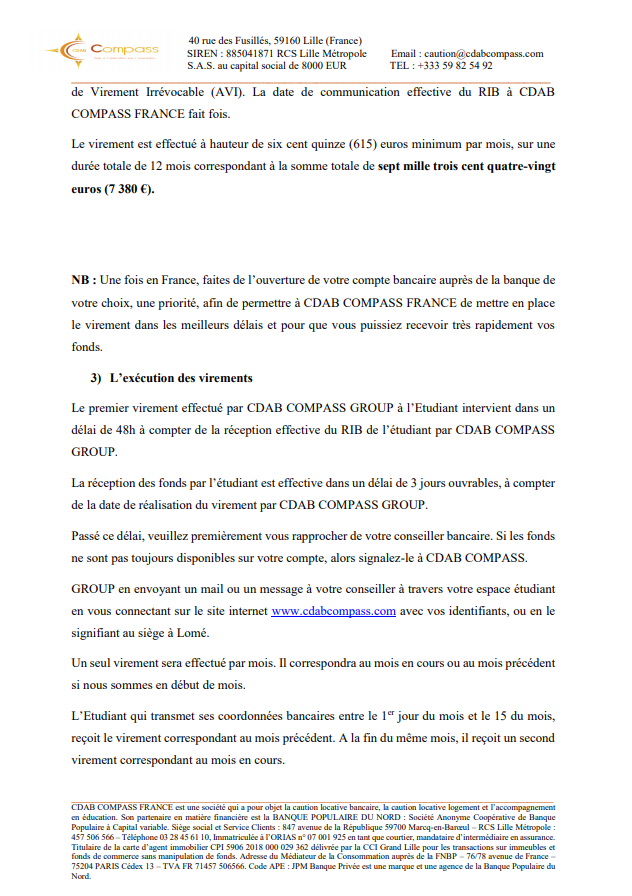 CDAB Compass
40 rue des Fusillés, 59160 Lille (France)
SIREN : 885041871 RCS Lille Métropole Email : caution@cdabcompass.com
S.A.S. au capital social de 8000 EUR TEL : +333 59 82 54 92
de Virement Irrévocable (AVI). La date de communication effective du RIB à CDAB
COMPASS FRANCE fait fois.
Le virement est effectué à hauteur de six cent quinze (615) euros minimum par mois, sur une
durée totale de 12 mois correspondant à la somme totale de sept mille trois cent quatre-vingt
euros (7 380 €).
NB : Une fois en France, faites de l’ouverture de votre compte bancaire auprès de la banque de
votre choix, une priorité, afin de permettre à CDAB COMPASS FRANCE de mettre en place
le virement dans les meilleurs délais et pour que vous puissiez recevoir très rapidement vos
fonds.
3) L’exécution des virements
Le premier virement effectué par CDAB COMPASS GROUP à l’Etudiant intervient dans un
délai de 48h à compter de la réception effective du RIB de l’étudiant par CDAB COMPASS
GROUP.
La réception des fonds par l’étudiant est effective dans un délai de 3 jours ouvrables, à compter
de la date de réalisation du virement par CDAB COMPASS GROUP.
Passé ce délai, veuillez premièrement vous rapprocher de votre conseiller bancaire. Si les fonds
ne sont pas toujours disponibles sur votre compte, alors signalez-le à CDAB COMPASS.
GROUP en envoyant un mail ou un message à votre conseiller à travers votre espace étudiant
en vous connectant sur le site internet www.cdabcompass.com avec vos identifiants, ou en le
signifiant au siège à Lomé.
Un seul virement sera effectué par mois. Il correspondra au mois en cours ou au mois précédent
si nous sommes en début de mois.
L’Etudiant qui transmet ses coordonnées bancaires entre le 1er jour du mois et le 15 du mois,
reçoit le virement correspondant au mois précédent. A la fin du même mois, il reçoit un second
virement correspondant au mois en cours.
CDAB COMPASS FRANCE est une société qui a pour objet la caution locative bancaire, la caution locative logement et l’accompagnement
en éducation. Son partenaire en matière financière est la BANQUE POPULAIRE DU NORD : Société Anonyme Coopérative de Banque
Populaire à Capital variable. Siège social et Service Clients : 847 avenue de la République 59700 Marcq-en-Barœul – RCS Lille Métropole :
457 506 566 – Téléphone 03 28 45 61 10, Immatriculée à l’ORIAS n° 07 001 925 en tant que courtier, mandataire d’intermédiaire en assurance.
Titulaire de la carte d’agent immobilier CPI 5906 2018 000 029 362 délivrée par la CCI Grand Lille pour les transactions sur immeubles et
fonds de commerce sans manipulation de fonds. Adresse du Médiateur de la Consommation auprès de la FNBP – 76/78 avenue de France –
75204 PARIS Cédex 13 – TVA FR 71457 506566. Code APE : JPM Banque Privée est une marque et une agence de la Banque Populaire du
Nord.